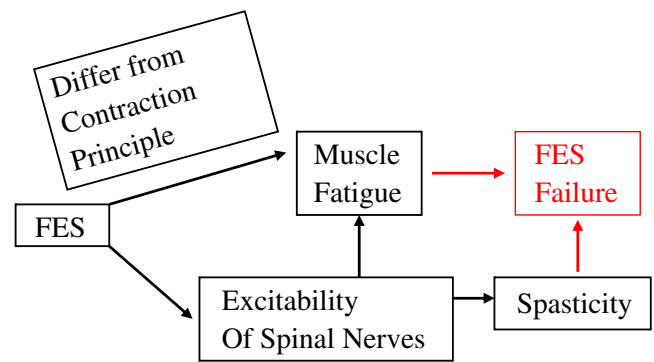 Differ from
Contraction
Principle
Muscle
Fatigue
FES
Failure
FES
Excitability
Of Spinal Nerves
Spasticity